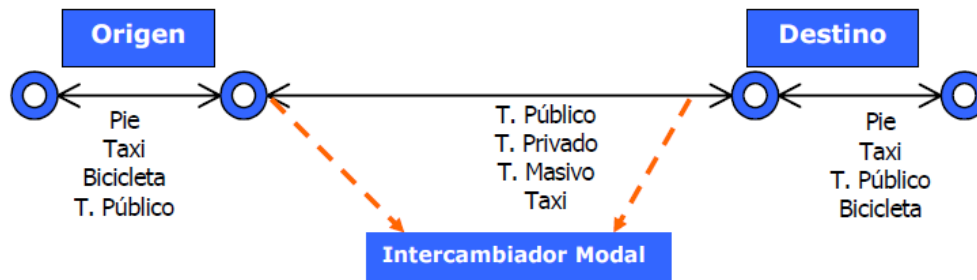 Origen
Destino
Pie
Taxi
Bicicleta
T. Público
T. Público
T. Privado
T. Masivo
Taxi
Pie
Taxi
T. Público
Bicicleta
Intercambiador Modal